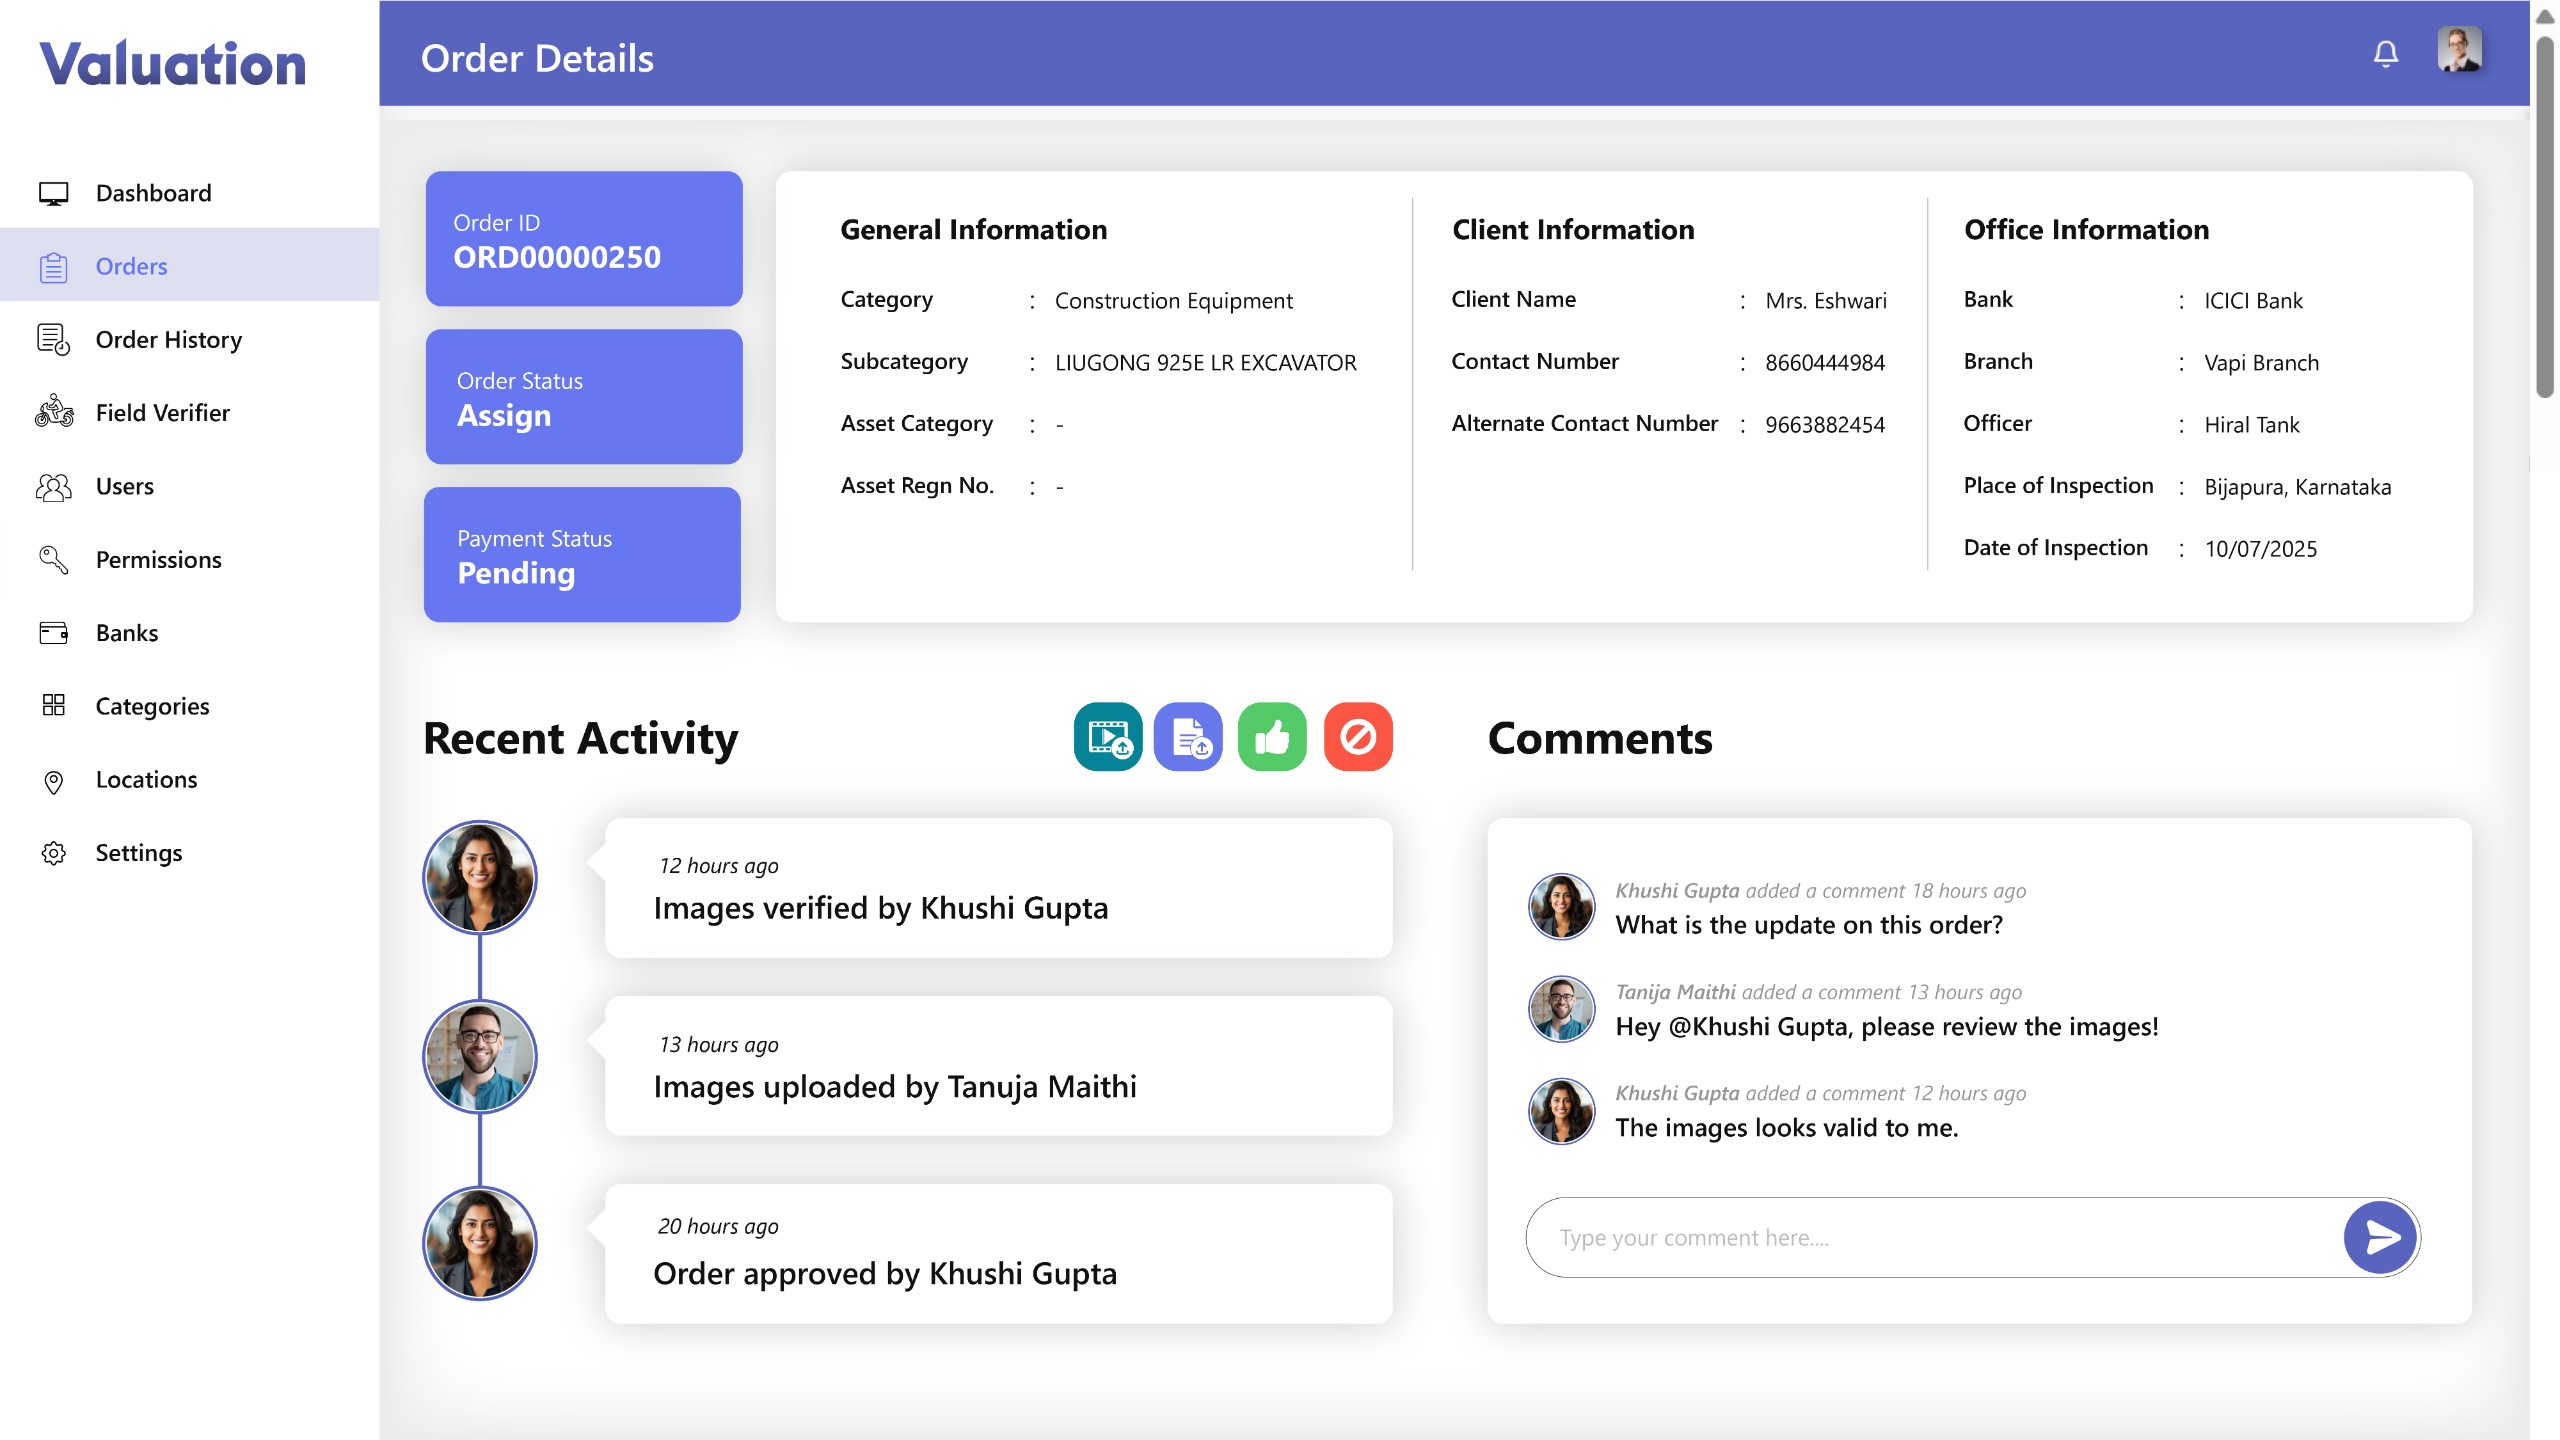 Valuation
Dashboard
Orders
Order History
Field Verifier
Users
Permissions
Banks
Categories
Locations
Settings
Order Details
Order ID
ORD00000250
Order Status
Assign
Payment Status
Pending
General Information
Category : Construction Equipment
Subcategory : LIUGONG 925E LR EXCAVATOR
Asset Category : -
Asset Regn No. : -
Client Information
Client Name : Mrs. Eshwari
Contact Number : 8660444984
Alternate Contact Number : 9663882454
Office Information
Bank : ICICI Bank
Branch : Vapi Branch
Officer : Hiral Tank
Place of Inspection : Bijapura, Karnataka
Date of Inspection : 10/07/2025
Recent Activity
12 hours ago
Images verified by Khushi Gupta
13 hours ago
Images uploaded by Tanuja Maithi
20 hours ago
Order approved by Khushi Gupta
Comments
Khushi Gupta added a comment 18 hours ago
What is the update on this order?
Tanija Maithi added a comment 13 hours ago
Hey @Khushi Gupta, please review the images!
Khushi Gupta added a comment 12 hours ago
The images looks valid to me.
Type your comment here....